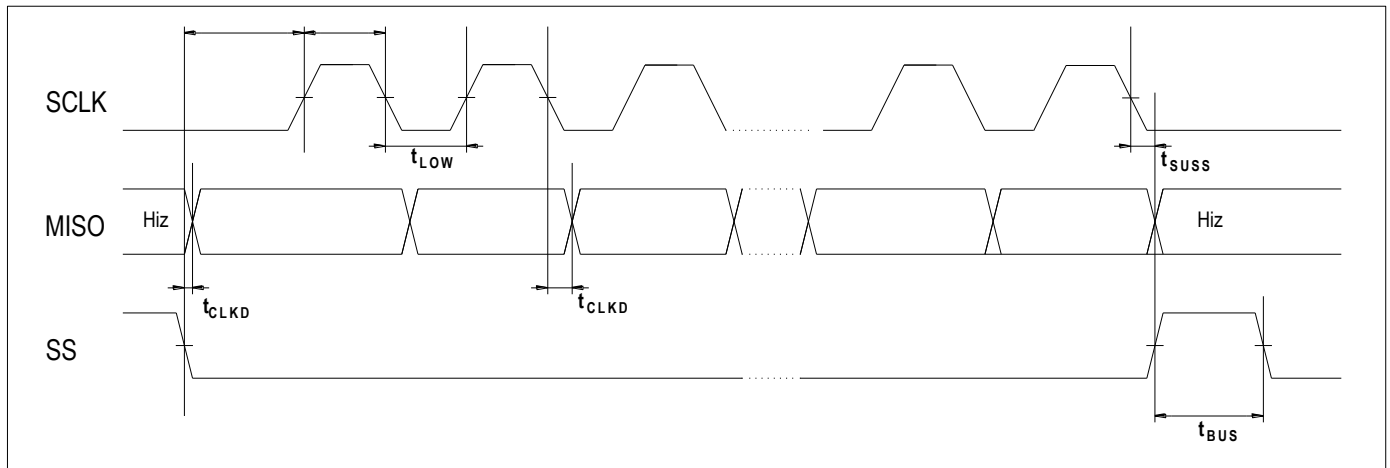 SCLK
tLOW
tSUSS
MISO
Hiz
Hiz
tCLKD
tCLKD
SS
tBUS